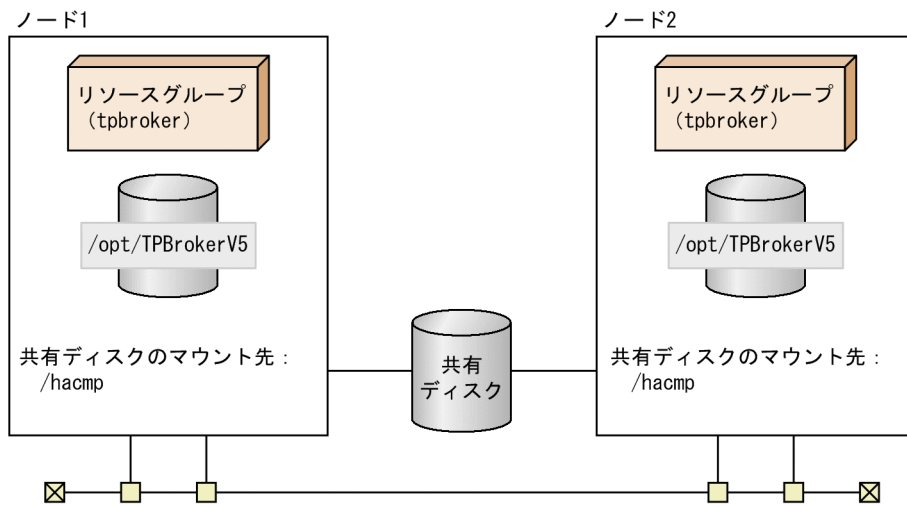 ノード1
リソースグループ
(tpbroker)
/opt/TPBrokerV5
共有ディスクのマウント先：
/hacmp
共有
ディスク
ノード2
リソースグループ
(tpbroker)
/opt/TPBrokerV5
共有ディスクのマウント先：
/hacmp